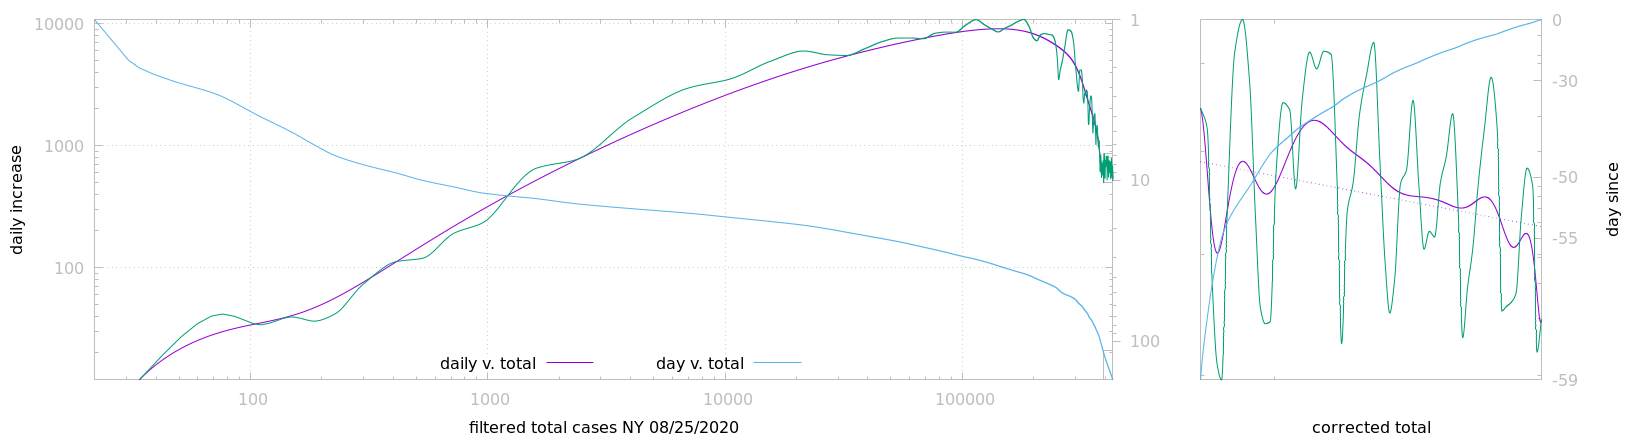 10000
1000
100
daily increase
daily v. total
day v. total
100
1000
10000
100000
filtered total cases NY 08/25/2020
1
10
100
0
-30
-50
-55
-59
day since
corrected total